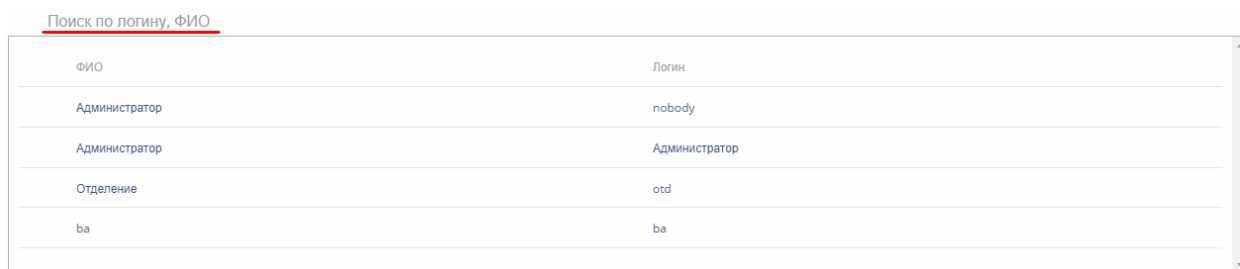 Поиск по логину, ФИО
ФИО Логин
Администратор nobody
Администратор Администратор
Отделение otd
ba ba